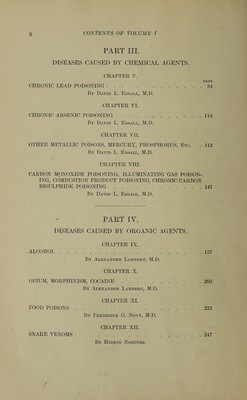 x CONTENTS OF VOLUME I
PART III.
DISEASES CAUSED BY CHEMICAL AGENTS.
CHAPTER V.
PAGE
CHRONIC LEAD POISONING . . . . . . . . . . . . 84
By David L. Edsall, M.D.
CHAPTER VI.
CHRONIC ARSENIC POISONING . . . . . . . . . . . . 114
By David L. Edsall, M.D.
CHAPTER VII.
OTHER METALLIC POISONS, MERCURY, PHOSPHORUS, Etc. . 132
By David L. Edsall, M.D.
CHAPTER VIII.
CARBON MONOXIDE POISONING, ILLUMINATING GAS POISON-
ING, COMBUSTION PRODUCT POISONING, CHRONIC CARBON
BISULPHIDE POISONING . . . . . . . . . . . . 141
By David L. Edsall, M.D.
PART IV.
DISEASES CAUSED BY ORGANIC AGENTS.
CHAPTER IX.
ALCOHOL . . . . . . . . . . . . 157
By Alexander Lambert, M.D.
CHAPTER X.
OPIUM, MORPHINISM, COCAINE . . . . . . . . . . . . 203
By Alexander Lambert, M.D.
CHAPTER XI.
FOOD POISONS . . . . . . . . . . . . 223
By Frederick G. Novy, M.D.
CHAPTER XII.
SNAKE VENOMS . . . . . . . . . . . . 247
By Hideyo Noguchi.